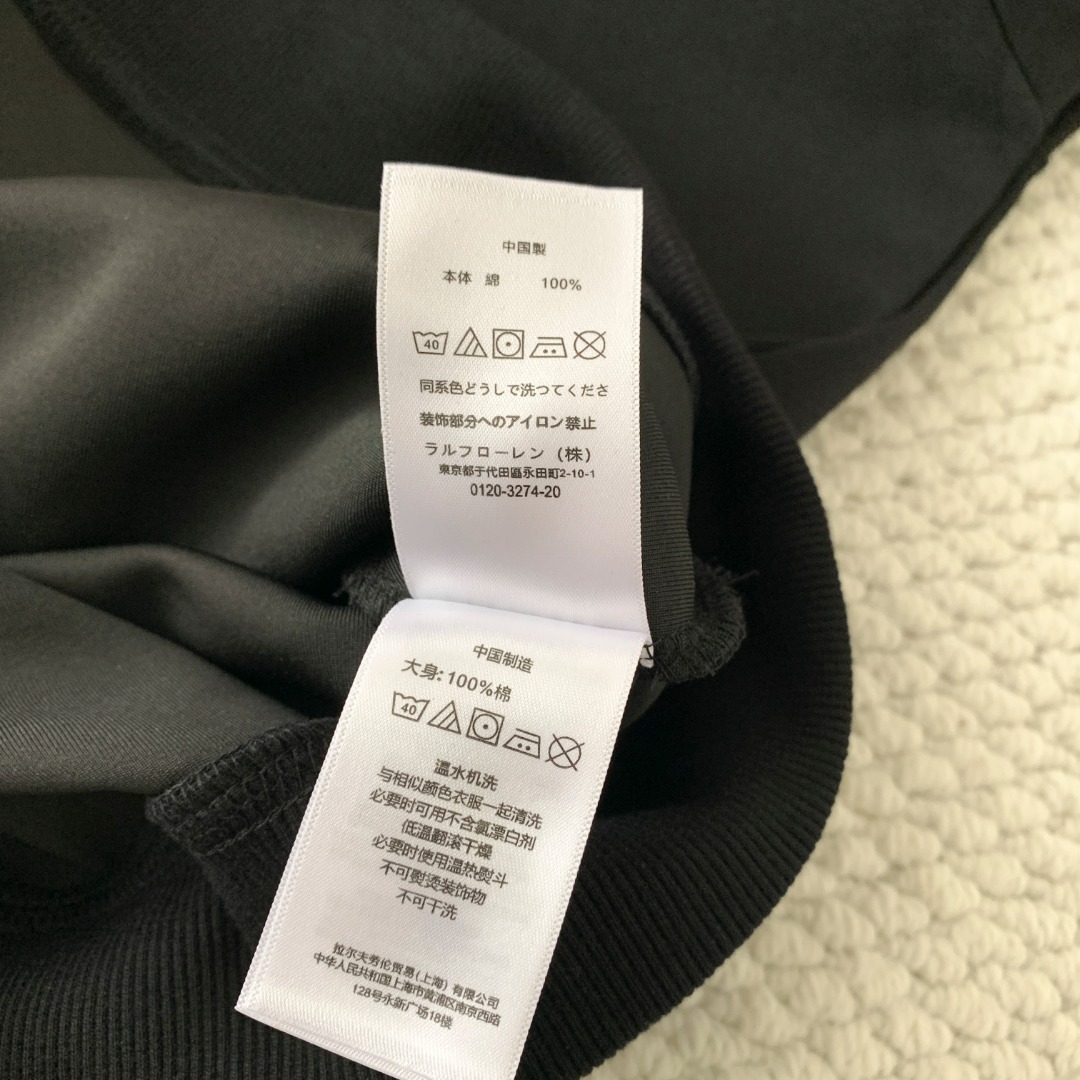 中国製
本体 綿 100%
40
同系色どうしで洗つてくださ
装飾部分へのアイロン禁止
ラルフローレン (株)
東京都于代田區永田町2-10-1
0120-3274-20
中国制造
大身: 100%棉
40
温水机洗
与相似颜色衣服一起清洗
必要时可用不含氯漂白剂
低温翻滚干燥
必要时使用温热熨斗
不可熨烫装饰物
不可干洗
拉尔夫劳伦贸易(上海) 有限公司
中华人民共和国上海市黄浦区南京西路
128号永新广场18楼